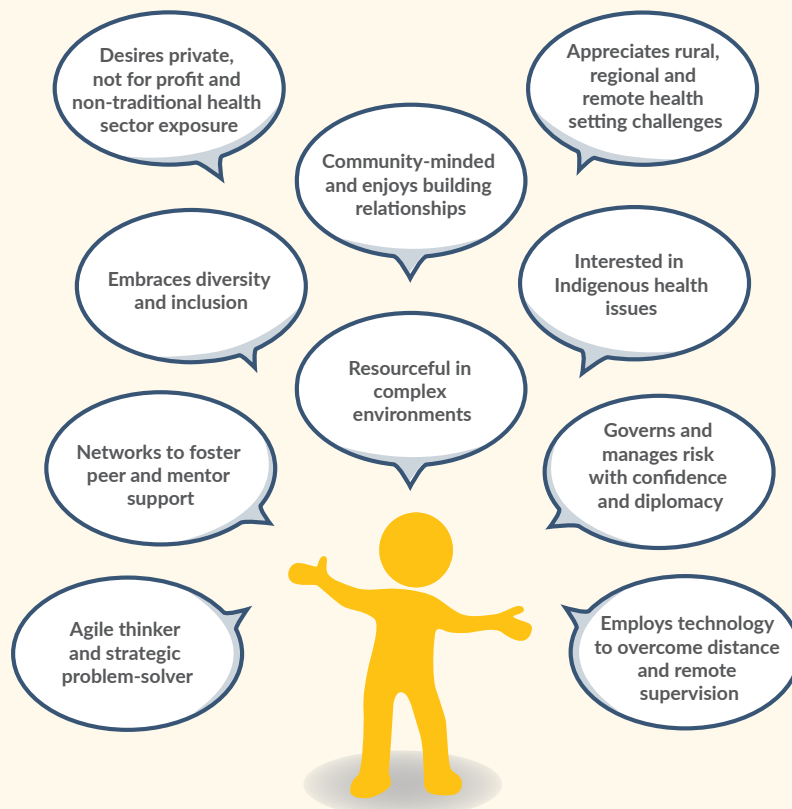 Desires private,
not for profit and
non-traditional health
sector exposure
Appreciates rural,
regional and
remote health
setting challenges
Community-minded
and enjoys building
relationships
Embraces diversity
and inclusion
Interested in
Indigenous health
issues
Resourceful in
complex
environments
Networks to foster
peer and mentor
support
Governs and
manages risk
with confidence
and diplomacy
Agile thinker
and strategic
problem-solver
Employs technology
to overcome distance
and remote
supervision